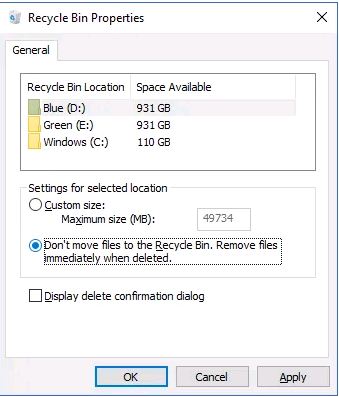 Recycle Bin Properties
General
Recycle Bin Location Space Available
Blue (D:) 931 GB
Green (E:) 931 GB
Windows (C:) 110 GB
Settings for selected location
Custom size:
Maximum size (MB): 49734
Don't move files to the Recycle Bin. Remove files
immediately when deleted.
Display delete confirmation dialog
OK Cancel Apply